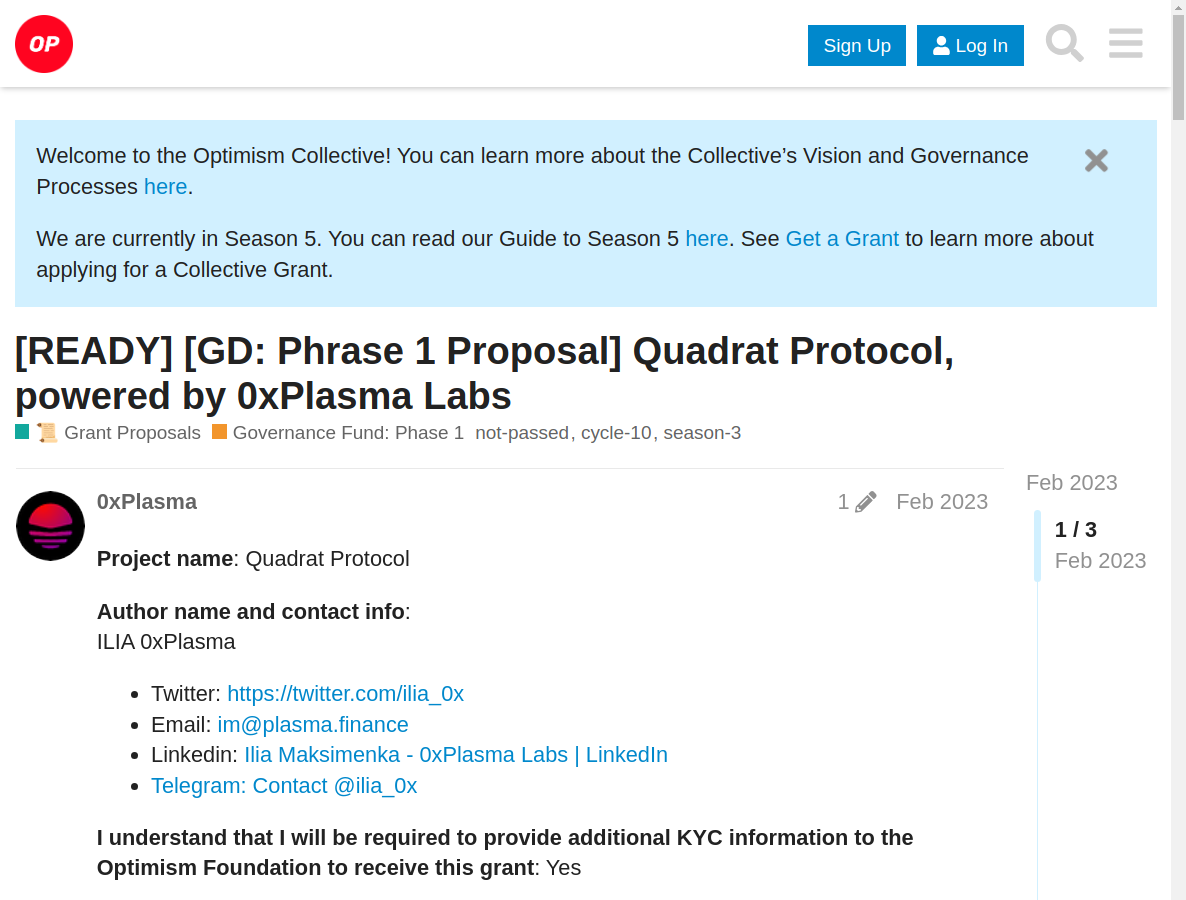 OP
Sign Up
Log In
Welcome to the Optimism Collective! You can learn more about the Collective’s Vision and Governance
Processes here.
We are currently in Season 5. You can read our Guide to Season 5 here. See Get a Grant to learn more about
applying for a Collective Grant.
[READY] [GD: Phrase 1 Proposal] Quadrat Protocol,
powered by 0xPlasma Labs
📜 Grant Proposals Governance Fund: Phase 1 not-passed, cycle-10, season-3
0xPlasma
1
Feb 2023
Feb 2023
1 / 3
Feb 2023
Project name: Quadrat Protocol
Author name and contact info:
ILIA 0xPlasma
• Twitter: https://twitter.com/ilia_0x
• Email: im@plasma.finance
• Linkedin: Ilia Maksimenka - 0xPlasma Labs | LinkedIn
• Telegram: Contact @ilia_0x
I understand that I will be required to provide additional KYC information to the
Optimism Foundation to receive this grant: Yes